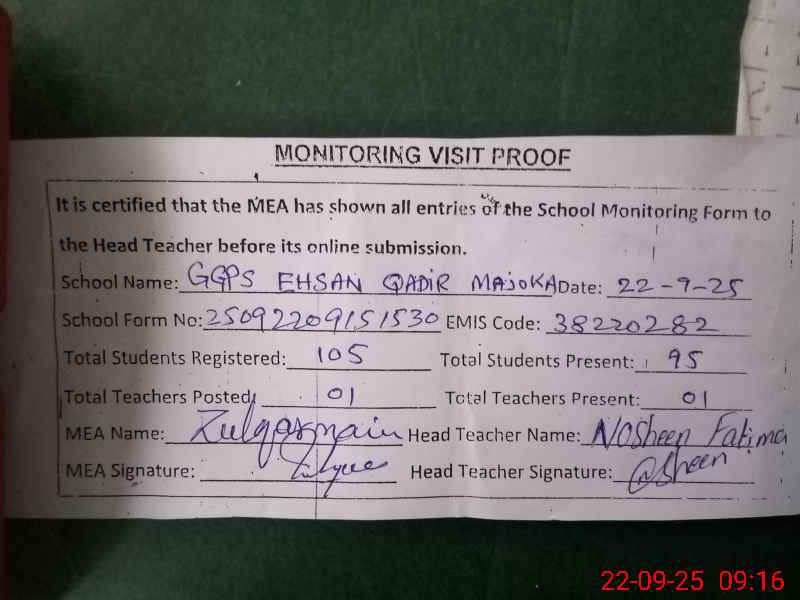 MONITORING VISIT PROOF
It is certified that the MEA has shown all entries of the School Monitoring Form to
the Head Teacher before its online submission.
School Name: GGPS EHSAN QADIR MAJOKA Date: 22-9-25
School Form No: 25092209151530 EMIS Code: 38220282
Total Students Registered: 105 Total Students Present: 95
Total Teachers Posted: 01 Total Teachers Present: 01
MEA Name: Zulqarnain Head Teacher Name: Nosheen Fatima
MEA Signature: Head Teacher Signature:
22-09-25 09:16